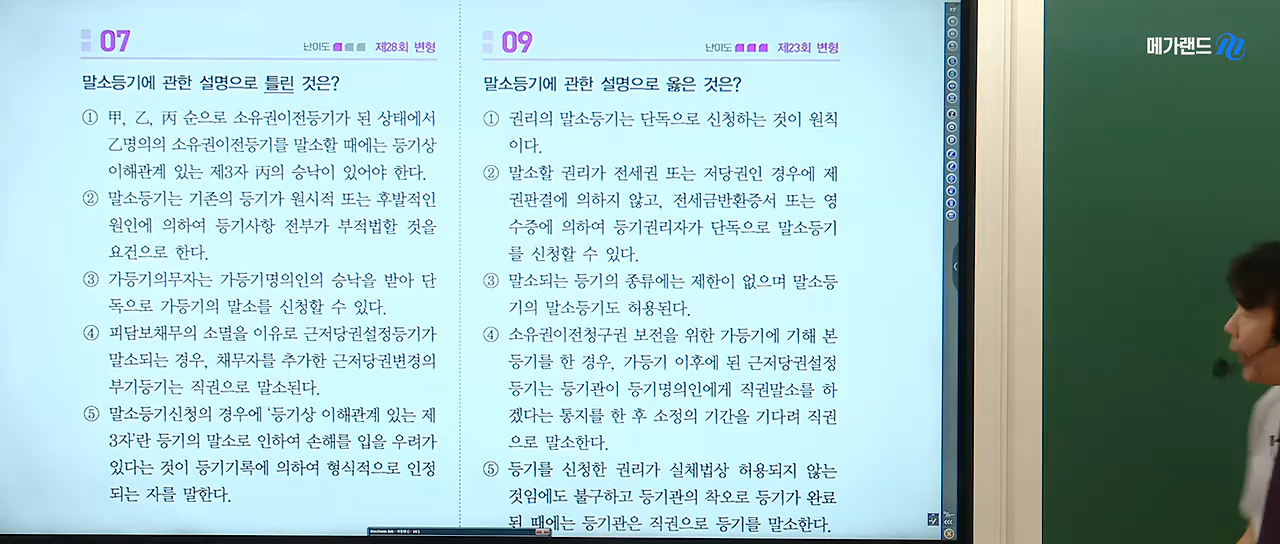 07
난이도 제28회 변형
말소등기에 관한 설명으로 틀린 것은?
① 甲, 乙, 丙 순으로 소유권이전등기가 된 상태에서
乙명의의 소유권이전등기를 말소할 때에는 등기상
이해관계 있는 제3자 丙의 승낙이 있어야 한다.
② 말소등기는 기존의 등기가 원시적 또는 후발적인
원인에 의하여 등기사항 전부가 부적법할 것을
요건으로 한다.
③ 가등기의무자는 가등기명의인의 승낙을 받아 단
독으로 가등기의 말소를 신청할 수 있다.
④ 피담보채무의 소멸을 이유로 근저당권설정등기가
말소되는 경우, 채무자를 추가한 근저당권변경의
부기등기는 직권으로 말소된다.
⑤ 말소등기신청의 경우에 '등기상 이해관계 있는 제
3자'란 등기의 말소로 인하여 손해를 입을 우려가
있다는 것이 등기기록에 의하여 형식적으로 인정
되는 자를 말한다.
09
난이도 제23회 변형
말소등기에 관한 설명으로 옳은 것은?
① 권리의 말소등기는 단독으로 신청하는 것이 원칙
이다.
② 말소할 권리가 전세권 또는 저당권인 경우에 제
권판결에 의하지 않고, 전세금반환증서 또는 영
수증에 의하여 등기권리자가 단독으로 말소등기
를 신청할 수 있다.
③ 말소되는 등기의 종류에는 제한이 없으며 말소등
기의 말소등기도 허용된다.
④ 소유권이전청구권 보전을 위한 가등기에 기해 본
등기를 한 경우, 가등기 이후에 된 근저당권설정
등기는 등기관이 등기명의인에게 직권말소를 하
겠다는 통지를 한 후 소정의 기간을 기다려 직권
으로 말소한다.
⑤ 등기를 신청한 권리가 실체법상 허용되지 않는
것임에도 불구하고 등기관의 착오로 등기가 완료
된 때에는 등기관은 직권으로 등기를 말소한다.
메가랜드